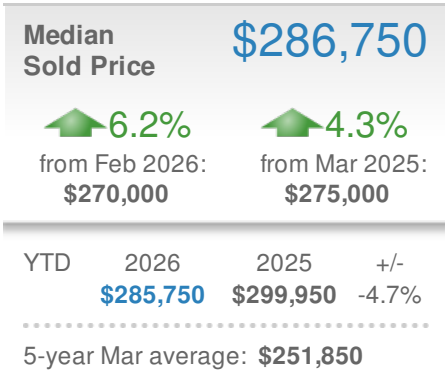 Median $286,750
Sold Price
6.2% 4.3%
from Feb 2026: from Mar 2025:
$270,000 $275,000
YTD 2026 2025 +/-
$285,750 $299,950 -4.7%
5-year Mar average: $251,850